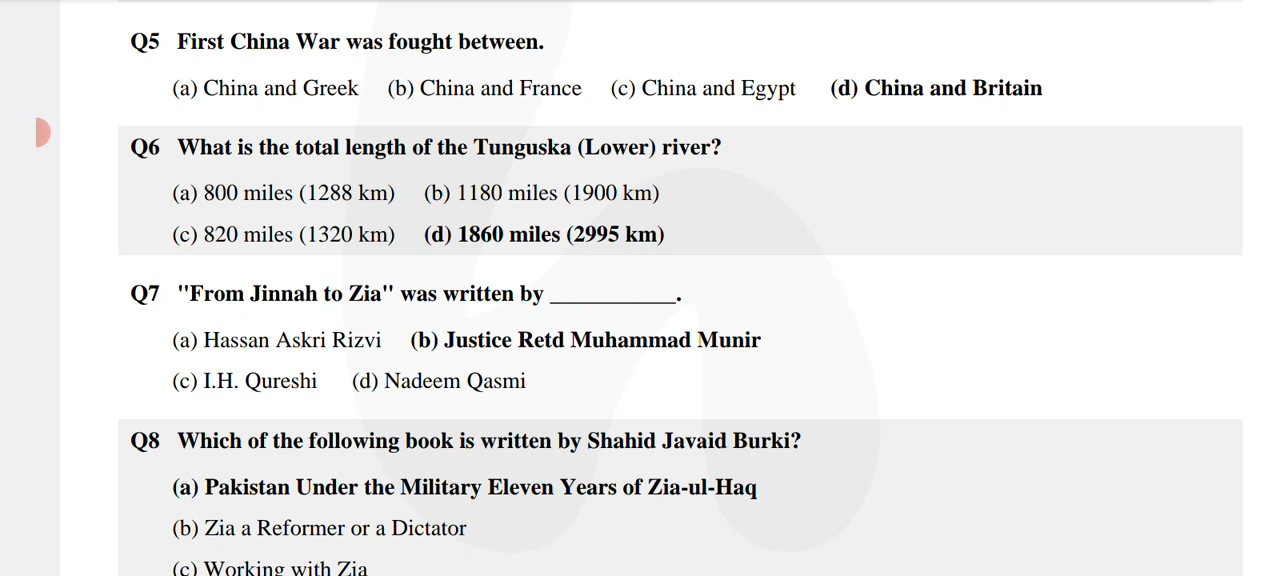 Q5 First China War was fought between.
(a) China and Greek (b) China and France (c) China and Egypt (d) China and Britain
Q6 What is the total length of the Tunguska (Lower) river?
(a) 800 miles (1288 km) (b) 1180 miles (1900 km)
(c) 820 miles (1320 km) (d) 1860 miles (2995 km)
Q7 "From Jinnah to Zia" was written by ___________.
(a) Hassan Askri Rizvi (b) Justice Retd Muhammad Munir
(c) I.H. Qureshi (d) Nadeem Qasmi
Q8 Which of the following book is written by Shahid Javaid Burki?
(a) Pakistan Under the Military Eleven Years of Zia-ul-Haq
(b) Zia a Reformer or a Dictator
(c) Working with Zia